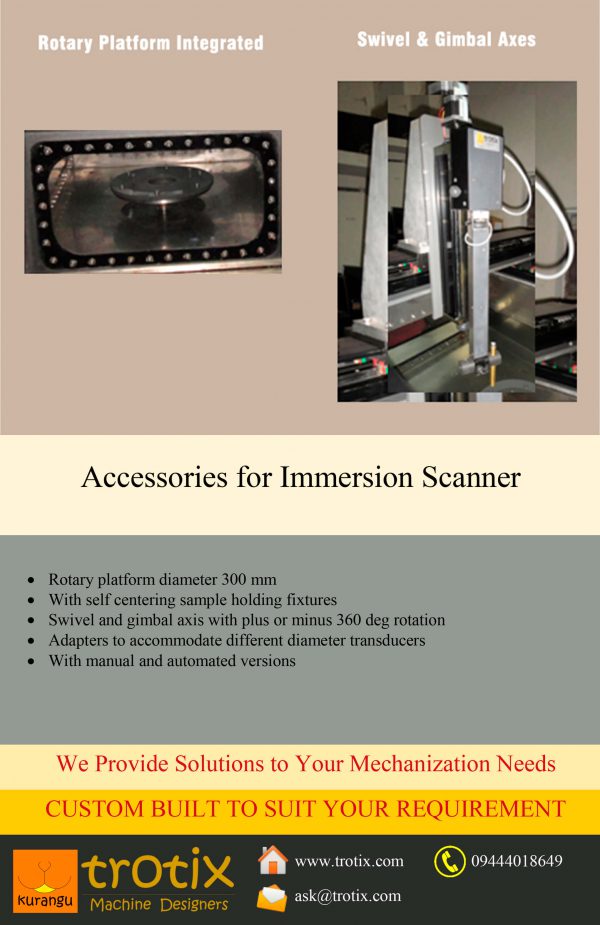 Rotary Platform Integrated
Swivel & Gimbal Axes
trotix
Accessories for Immersion Scanner
• Rotary platform diameter 300 mm
• With self centering sample holding fixtures
• Swivel and gimbal axis with plus or minus 360 deg rotation
• Adapters to accommodate different diameter transducers
• With manual and automated versions
We Provide Solutions to Your Mechanization Needs
CUSTOM BUILT TO SUIT YOUR REQUIREMENT
kurangu
trotix
Machine Designers
www.trotix.com
09444018649
ask@trotix.com